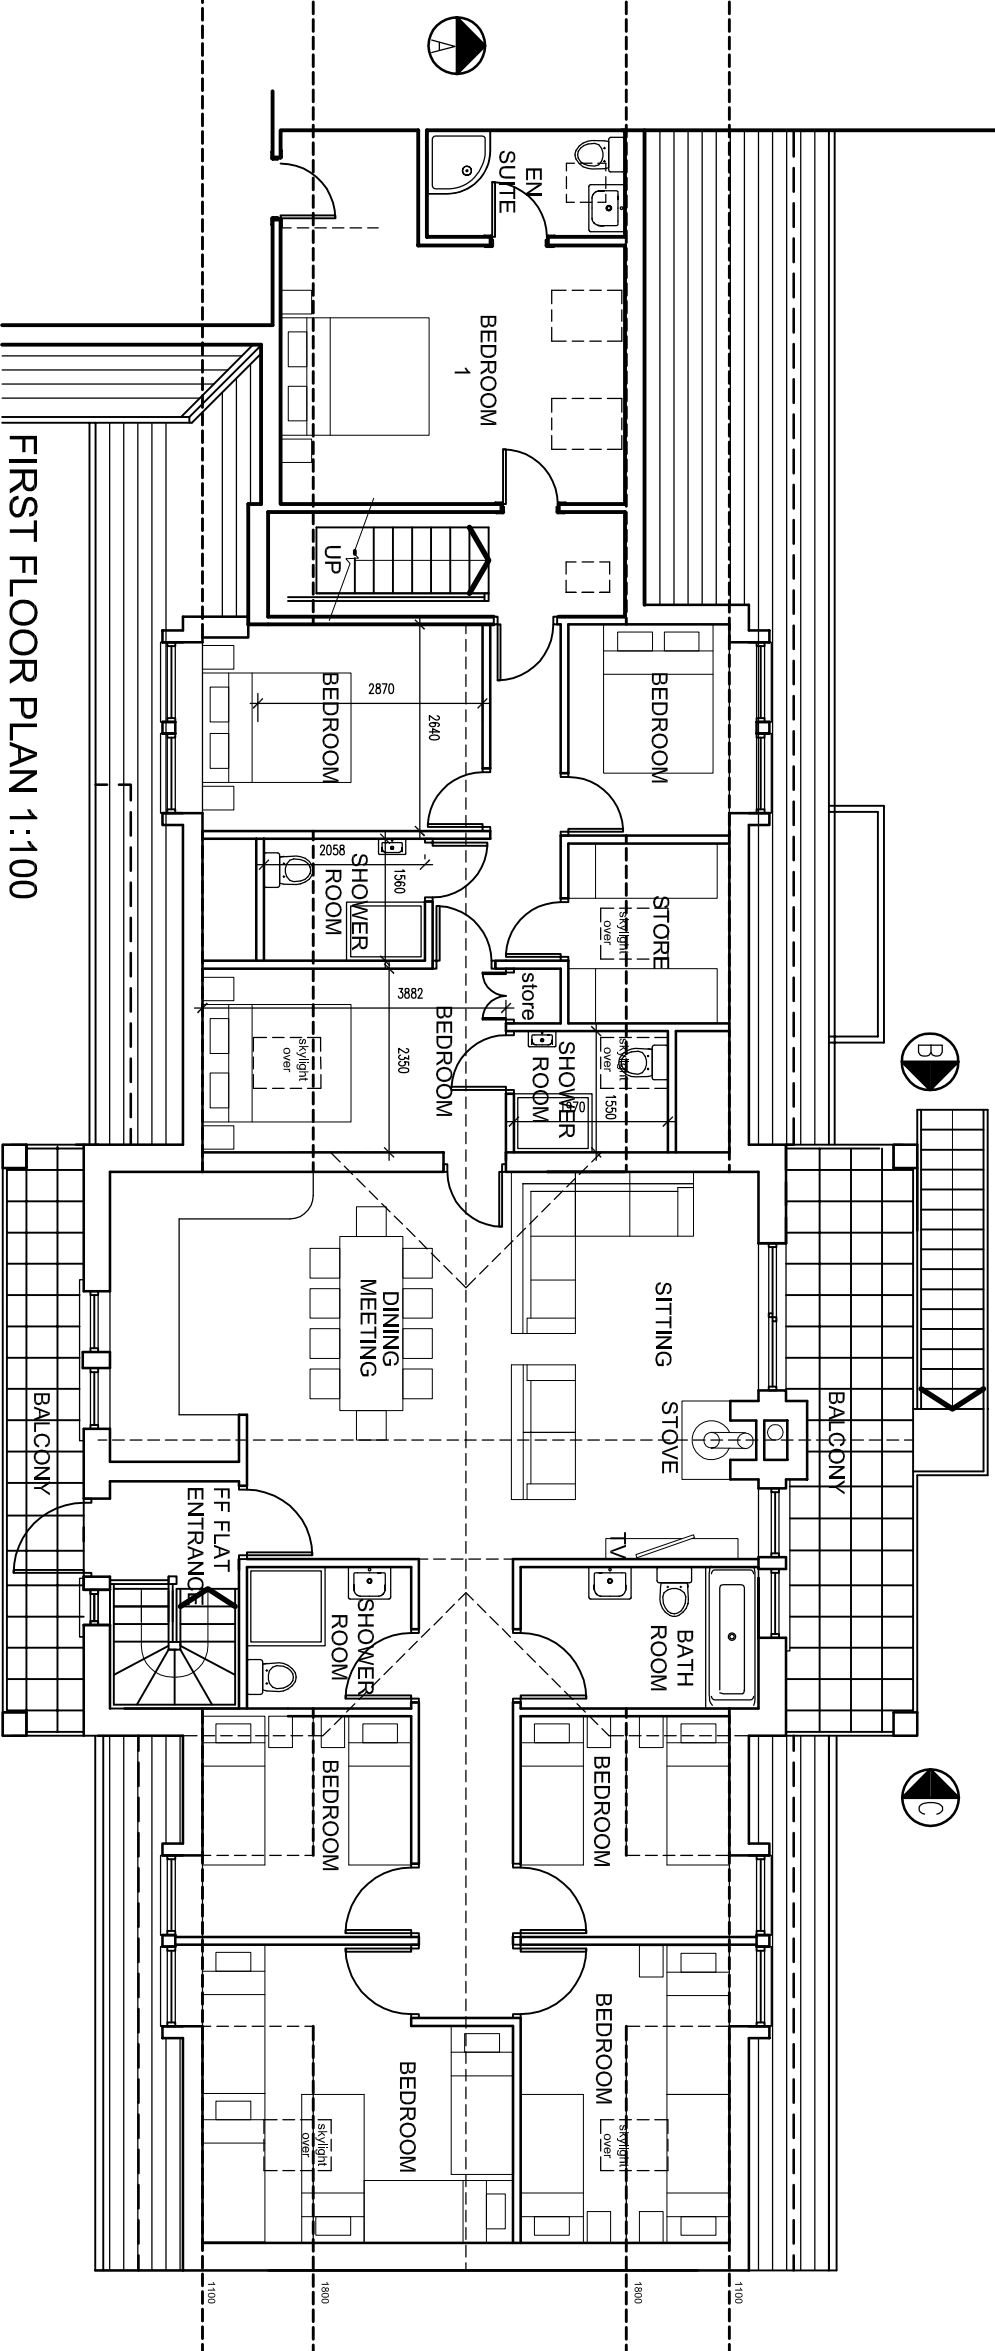 A
EN
SUITE
BEDROOM
1
UP
BEDROOM
2870
2640
BEDROOM
2058
1560
SHOWER
ROOM
STORE
skylight
over
store
3882
BEDROOM
2350
skylight
over
SHOWER
ROOM
skylight
over
1550
B
FIRST FLOOR PLAN 1:100
SITTING
DINING
MEETING
STOVE
BALCONY
BALCONY
TV
FF FLAT
ENTRANCE
SHOWER
ROOM
BATH
ROOM
C
BEDROOM
BEDROOM
BEDROOM
BEDROOM
skylight
over
skylight
over
1100
1800
1800
1100